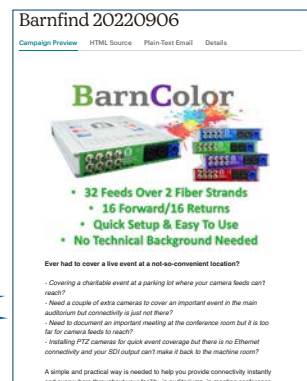 Barnfind 20220906
Campaign Preview HTML Source Plain-Text Email Details
BarnColor
• 32 Feeds Over 2 Fiber Strands
• 16 Forward/16 Returns
• Quick Setup & Easy To Use
• No Technical Background Needed
Ever had to cover a live event at a not-so-convenient location?
- Covering a charitable event at a parking lot where your camera feeds can't
reach?
- Need a couple of extra cameras to cover an important event in the main
auditorium but connectivity is just not there?
- Need to document an important meeting at the conference room but it is too
far for camera feeds to reach?
- Installing PTZ cameras for quick event coverage but there is no Ethernet
connectivity and your SDI output can't make it back to the machine room?
A simple and practical way is needed to help you provide connectivity instantly